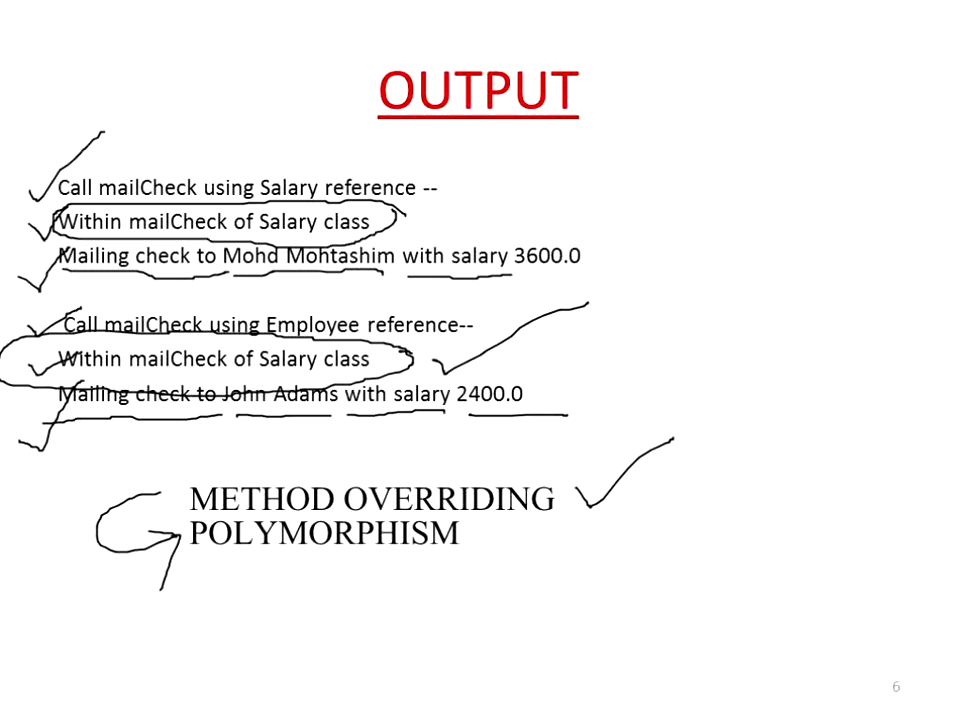 OUTPUT
Call mailCheck using Salary reference --
Within mailCheck of Salary class
Mailing check to Mohd Mohtashim with salary 3600.0
Call mailCheck using Employee reference--
Within mailCheck of Salary class
Mailing check to John Adams with salary 2400.0
METHOD OVERRIDING
POLYMORPHISM
6